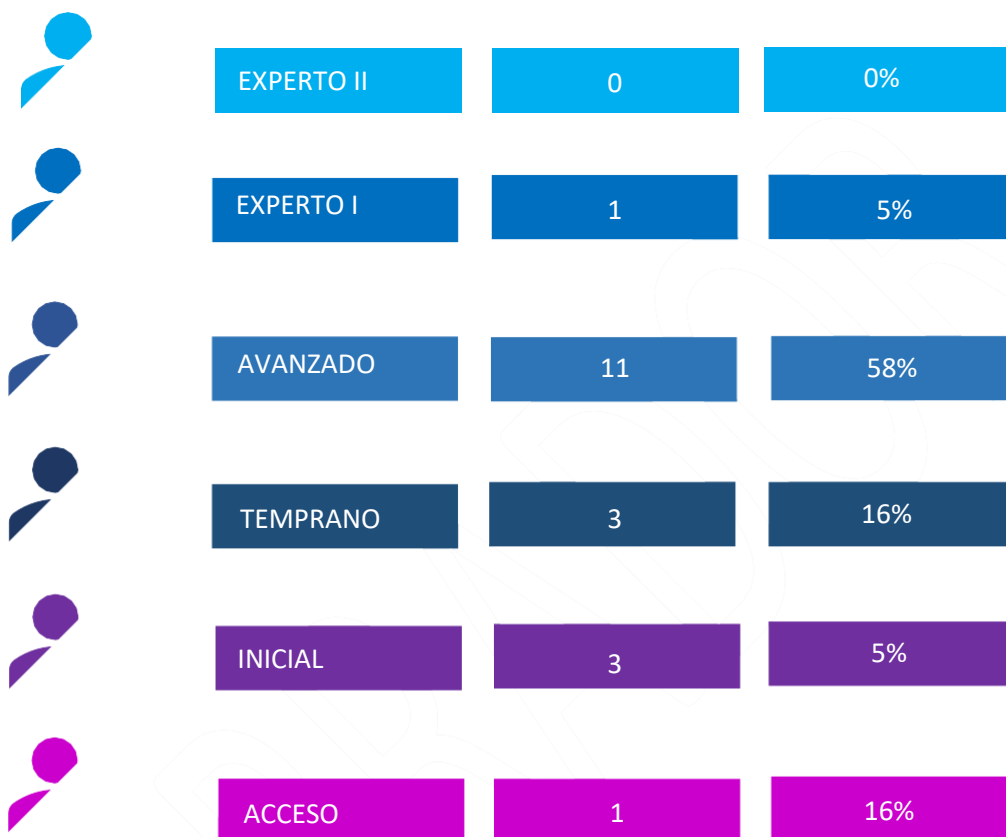 EXPERTO II 0 0%
EXPERTO I 1 5%
AVANZADO 11 58%
TEMPRANO 3 16%
INICIAL 3 5%
ACCESO 1 16%